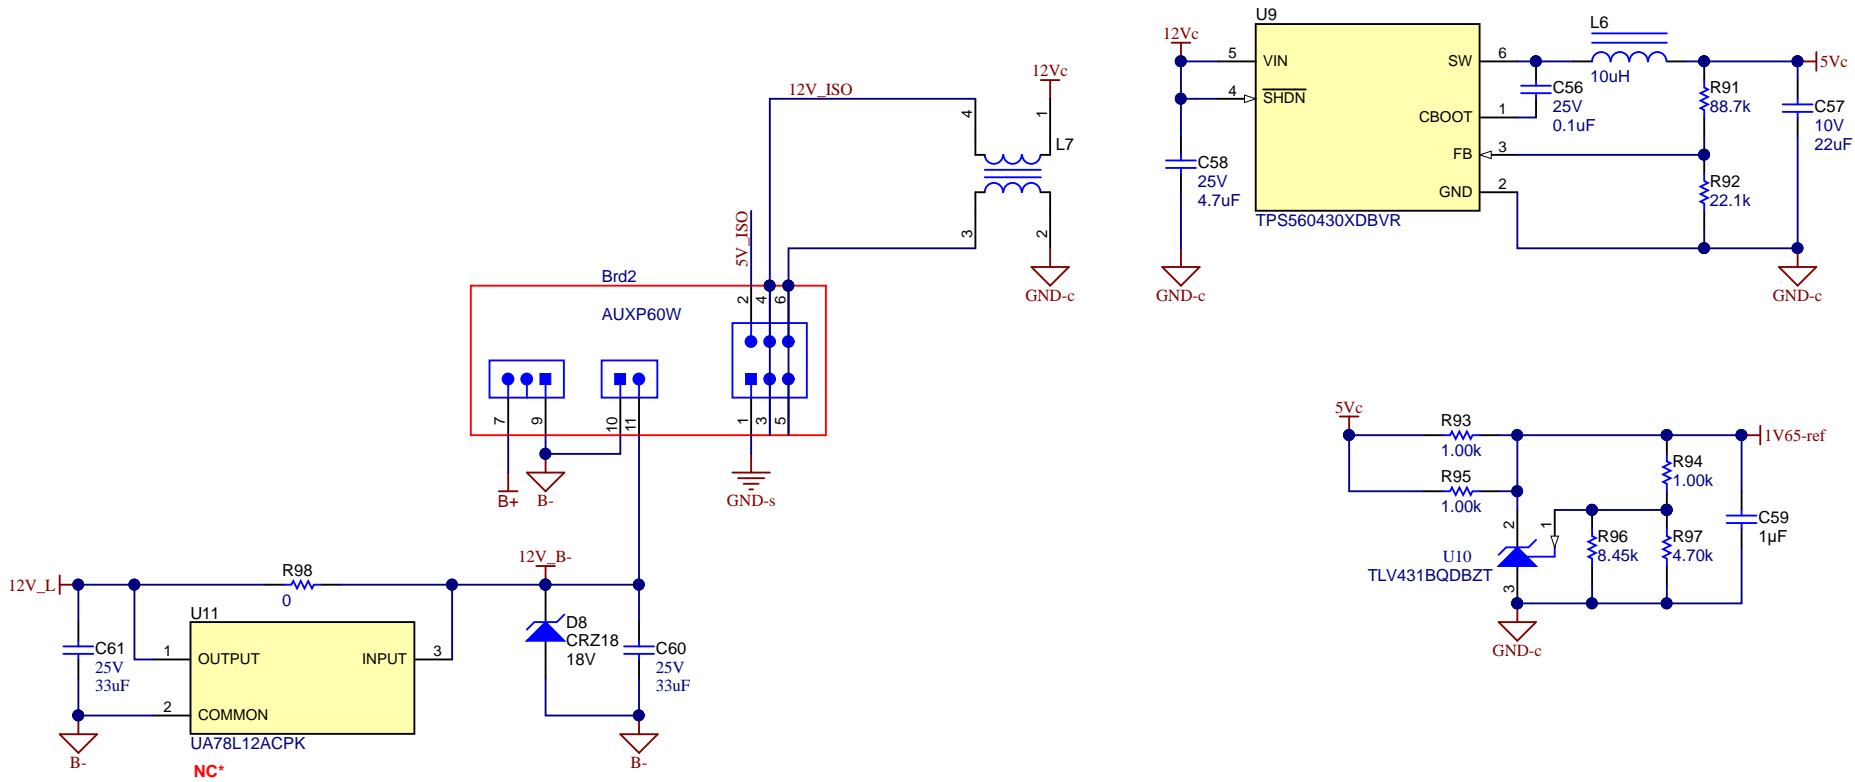 U9
12Vc
5
VIN
SW
6
L6
10uH
5Vc
4
SHDN
C56
25V
0.1uF
R91
88.7k
C57
10V
22uF
CBOOT
1
FB
3
C58
25V
4.7uF
GND
2
R92
22.1k
TPS560430XDBVR
GND-c
GND-c
12V_ISO
12Vc
4
1
L7
3
2
GND-c
5V_ISO
Brd2
AUXP60W
2
4
6
7
9
10
11
1
3
5
B+
B-
GND-s
5Vc
R93
1.00k
1V65-ref
R95
1.00k
R94
1.00k
2
1
C59
1µF
U10
TLV431BQDBZT
R96
8.45k
R97
4.70k
3
GND-c
12V_L
R98
0
12V_B-
U11
1
OUTPUT
INPUT
3
2
COMMON
UA78L12ACPK
NC*
C61
25V
33uF
B-
D8
CRZ18
18V
C60
25V
33uF
B-